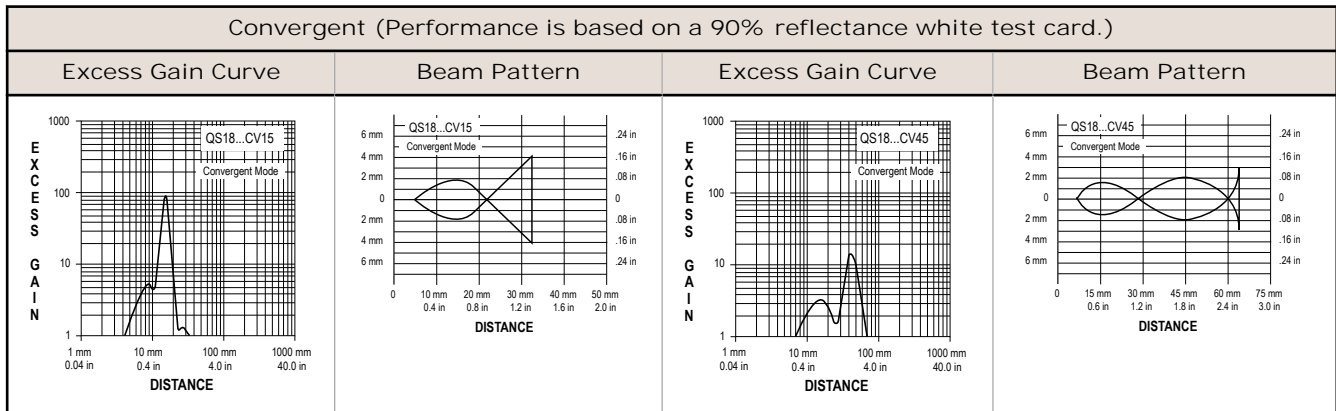 Convergent (Performance is based on a 90% reflectance white test card.)
Excess Gain Curve
Beam Pattern
Excess Gain Curve
Beam Pattern
1000
100
10
1
EXCESS GAIN
QS18...CV15
Convergent Mode
1 mm 10 mm 100 mm 1000 mm
0.04 in 0.4 in 4.0 in 40.0 in
DISTANCE
6 mm
4 mm
2 mm
0
2 mm
4 mm
6 mm
QS18...CV15
Convergent Mode
.24 in
.16 in
.08 in
0
.08 in
.16 in
.24 in
0 10 mm 20 mm 30 mm 40 mm 50 mm
0.4 in 0.8 in 1.2 in 1.6 in 2.0 in
DISTANCE
1000
100
10
1
EXCESS GAIN
QS18...CV45
Convergent Mode
1 mm 10 mm 100 mm 1000 mm
0.04 in 0.4 in 4.0 in 40.0 in
DISTANCE
6 mm
4 mm
2 mm
0
2 mm
4 mm
6 mm
QS18...CV45
Convergent Mode
.24 in
.16 in
.08 in
0
.08 in
.16 in
.24 in
0 15 mm 30 mm 45 mm 60 mm 75 mm
0.6 in 1.2 in 1.8 in 2.4 in 3.0 in
DISTANCE